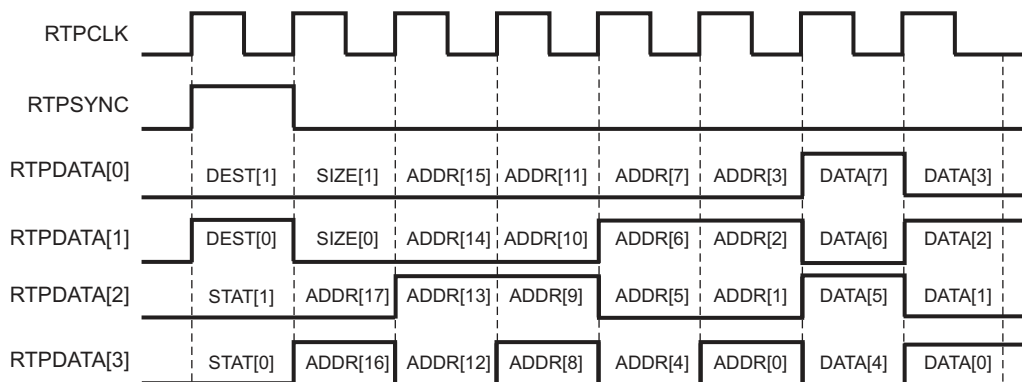 RTPCLK
RTPSYNC
RTPDATA[0] DEST[1] SIZE[1] ADDR[15] ADDR[11] ADDR[7] ADDR[3] DATA[7] DATA[3]
RTPDATA[1] DEST[0] SIZE[0] ADDR[14] ADDR[10] ADDR[6] ADDR[2] DATA[6] DATA[2]
RTPDATA[2] STAT[1] ADDR[17] ADDR[13] ADDR[9] ADDR[5] ADDR[1] DATA[5] DATA[1]
RTPDATA[3] STAT[0] ADDR[16] ADDR[12] ADDR[8] ADDR[4] ADDR[0] DATA[4] DATA[0]